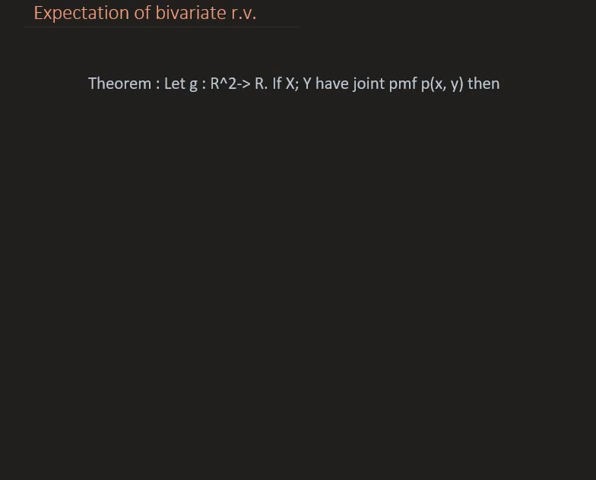 Expectation of bivariate r.v.
Theorem : Let g : R^2-> R. If X; Y have joint pmf p(x, y) then